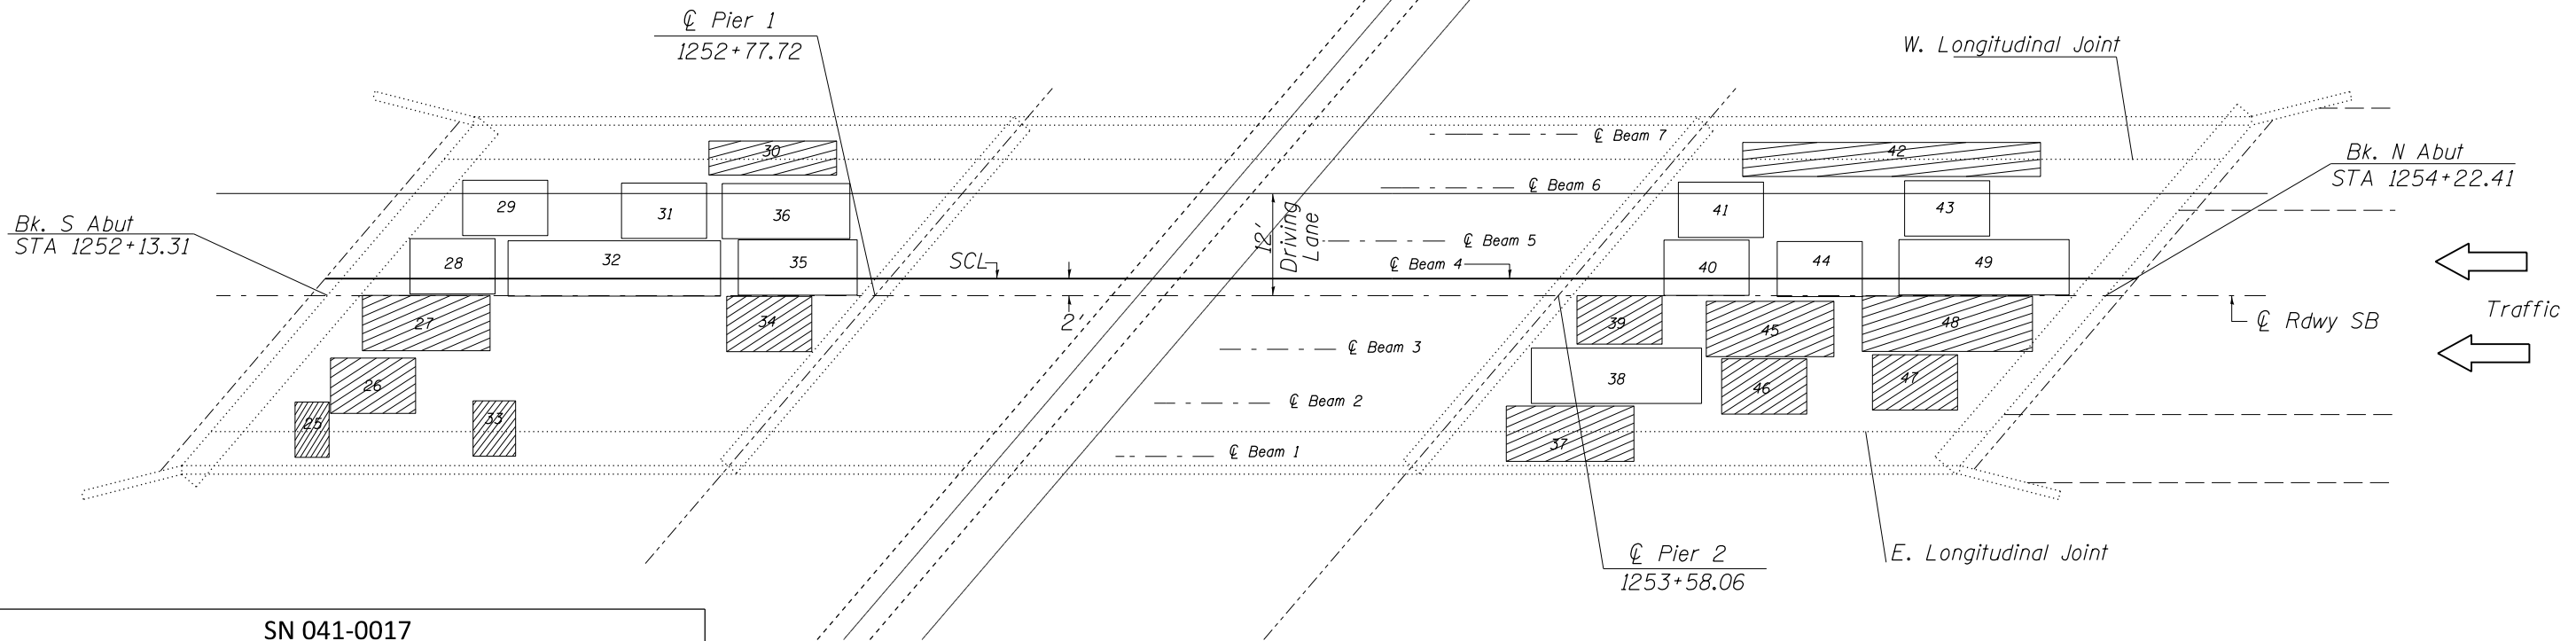 ℄ Pier 1
1252+77.72
W. Longitudinal Joint
Bk. N Abut
STA 1254+22.41
Bk. S Abut
STA 1252+13.31
30
29
31
36
28
32
35
27
34
26
25
33
SCL
2'
12'
Driving
Lane
℄ Beam 7
℄ Beam 6
℄ Beam 5
℄ Beam 4
℄ Beam 3
℄ Beam 2
℄ Beam 1
42
41
43
40
44
49
39
45
48
38
46
47
37
Traffic
℄ Rdwy SB
℄ Pier 2
1253+58.06
E. Longitudinal Joint
SN 041-0017